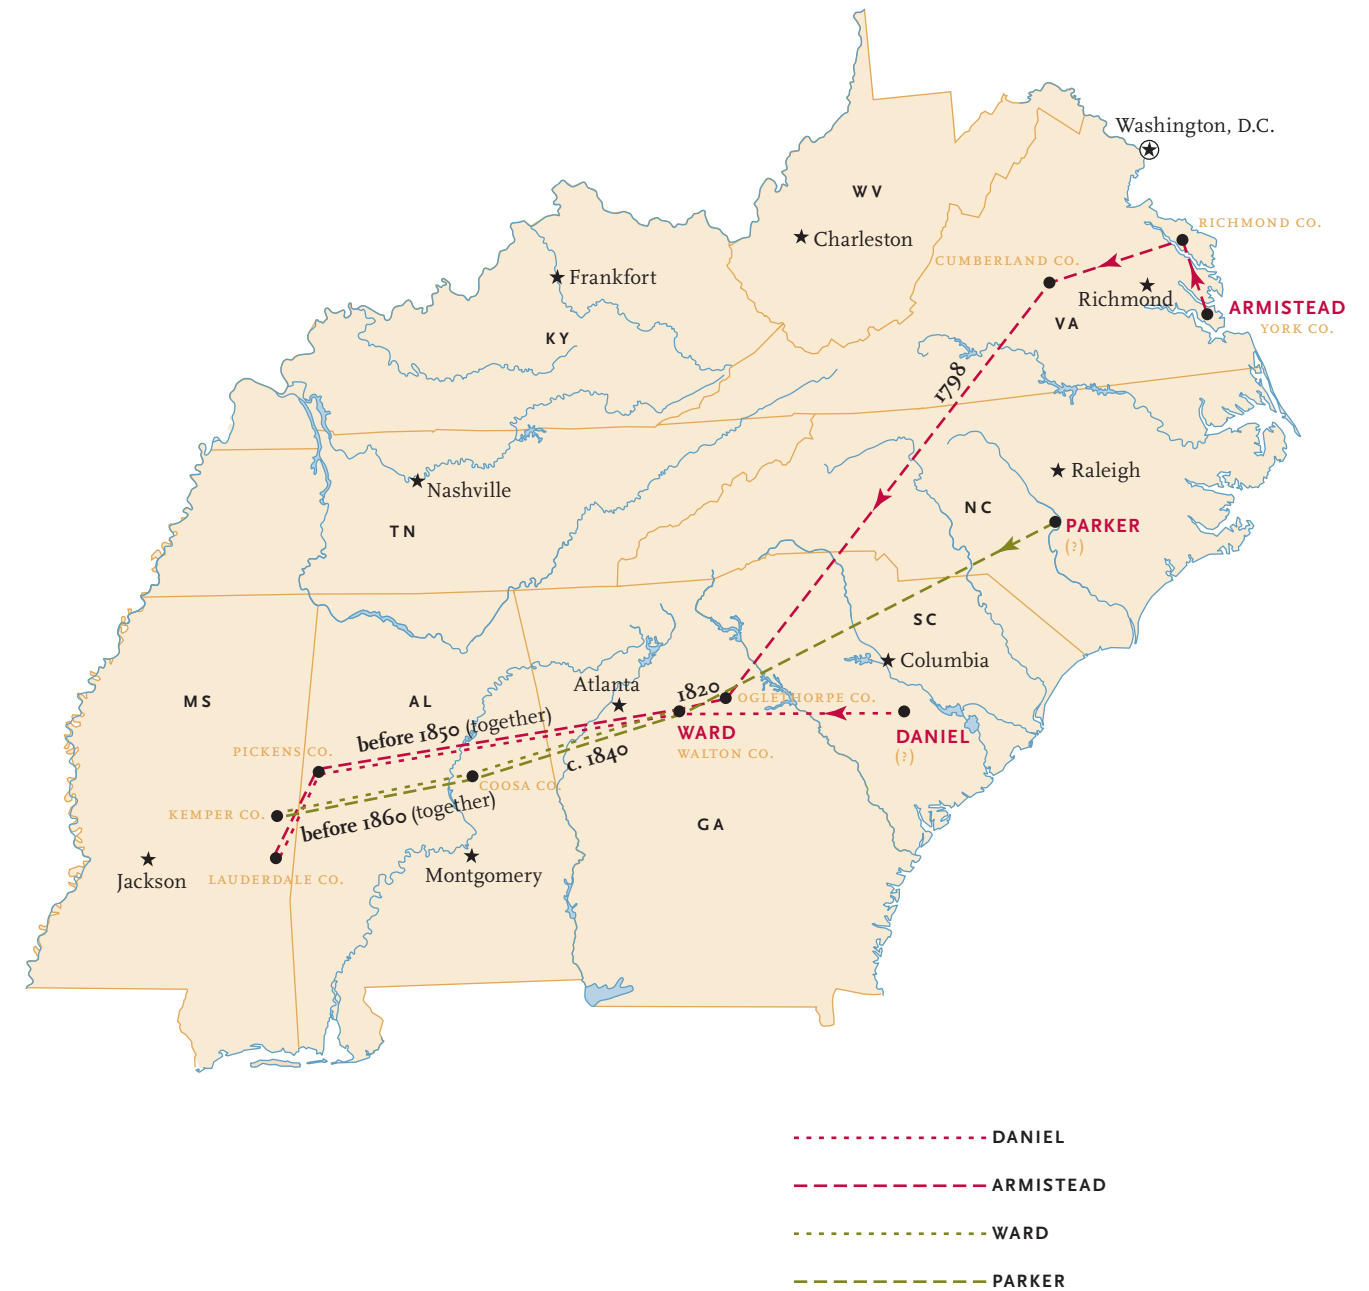 Washington, D.C.
WV
RICHMOND CO.
Charleston
CUMBERLAND CO.
Frankfort
Richmond
ARMISTEAD
YORK CO.
VA
KY
1798
Raleigh
Nashville
NC
PARKER
(?)
TN
SC
Columbia
Atlanta
1820
OGLETHORPE CO.
MS
AL
before 1850 (together)
WARD
WALTON CO.
DANIEL
(?)
PICKENS CO.
c. 1840
COOSA CO.
KEMPER CO.
before 1860 (together)
GA
Jackson
LAUDERDALE CO.
Montgomery
DANIEL
ARMISTEAD
WARD
PARKER